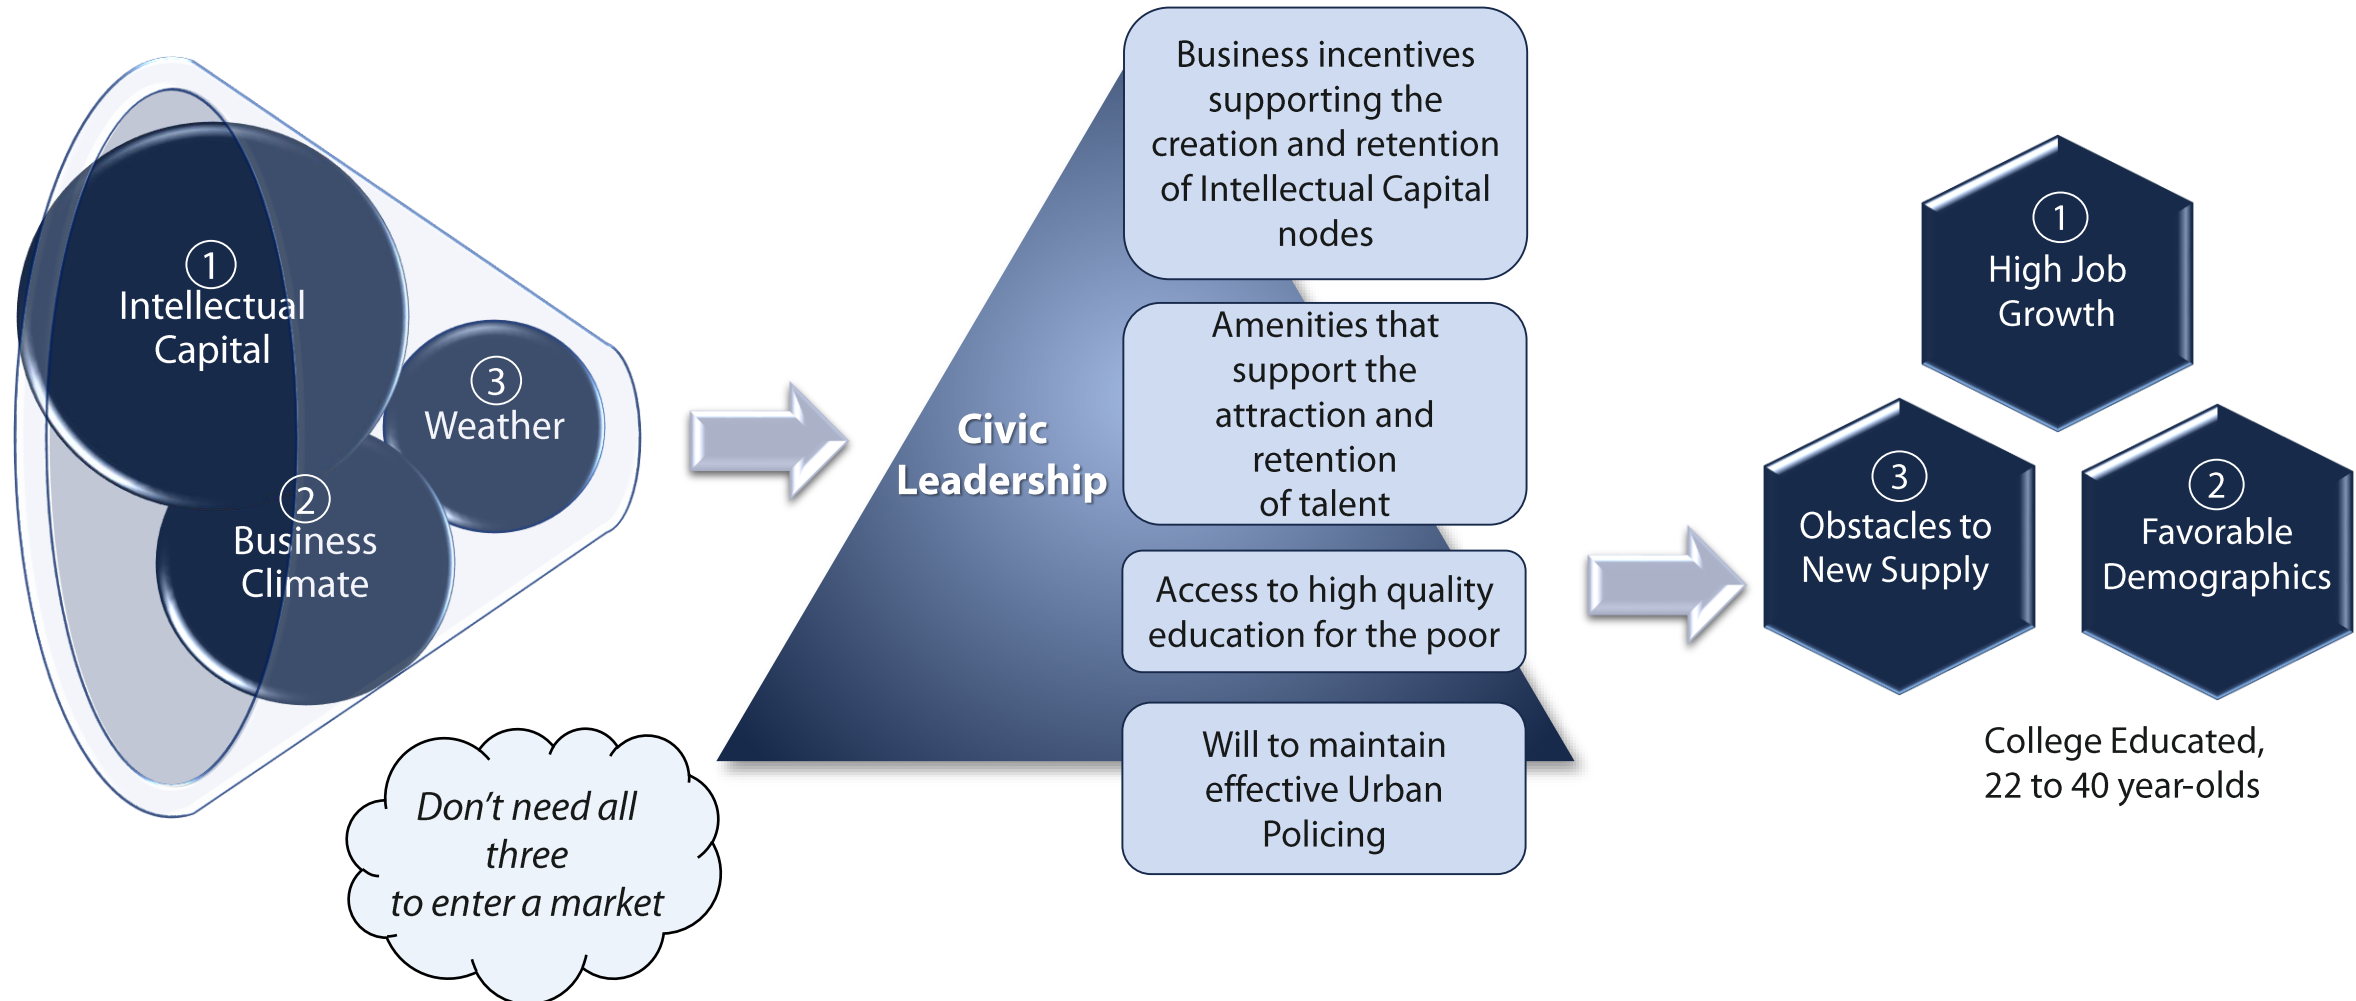 1
Intellectual
Capital
3
Weather
2
Business
Climate
Don’t need all
three
to enter a market
Civic
Leadership
Business incentives
supporting the
creation and retention
of Intellectual Capital
nodes
Amenities that
support the
attraction and
retention
of talent
Access to high quality
education for the poor
Will to maintain
effective Urban
Policing
1
High Job
Growth
3
Obstacles to
New Supply
2
Favorable
Demographics
College Educated,
22 to 40 year-olds